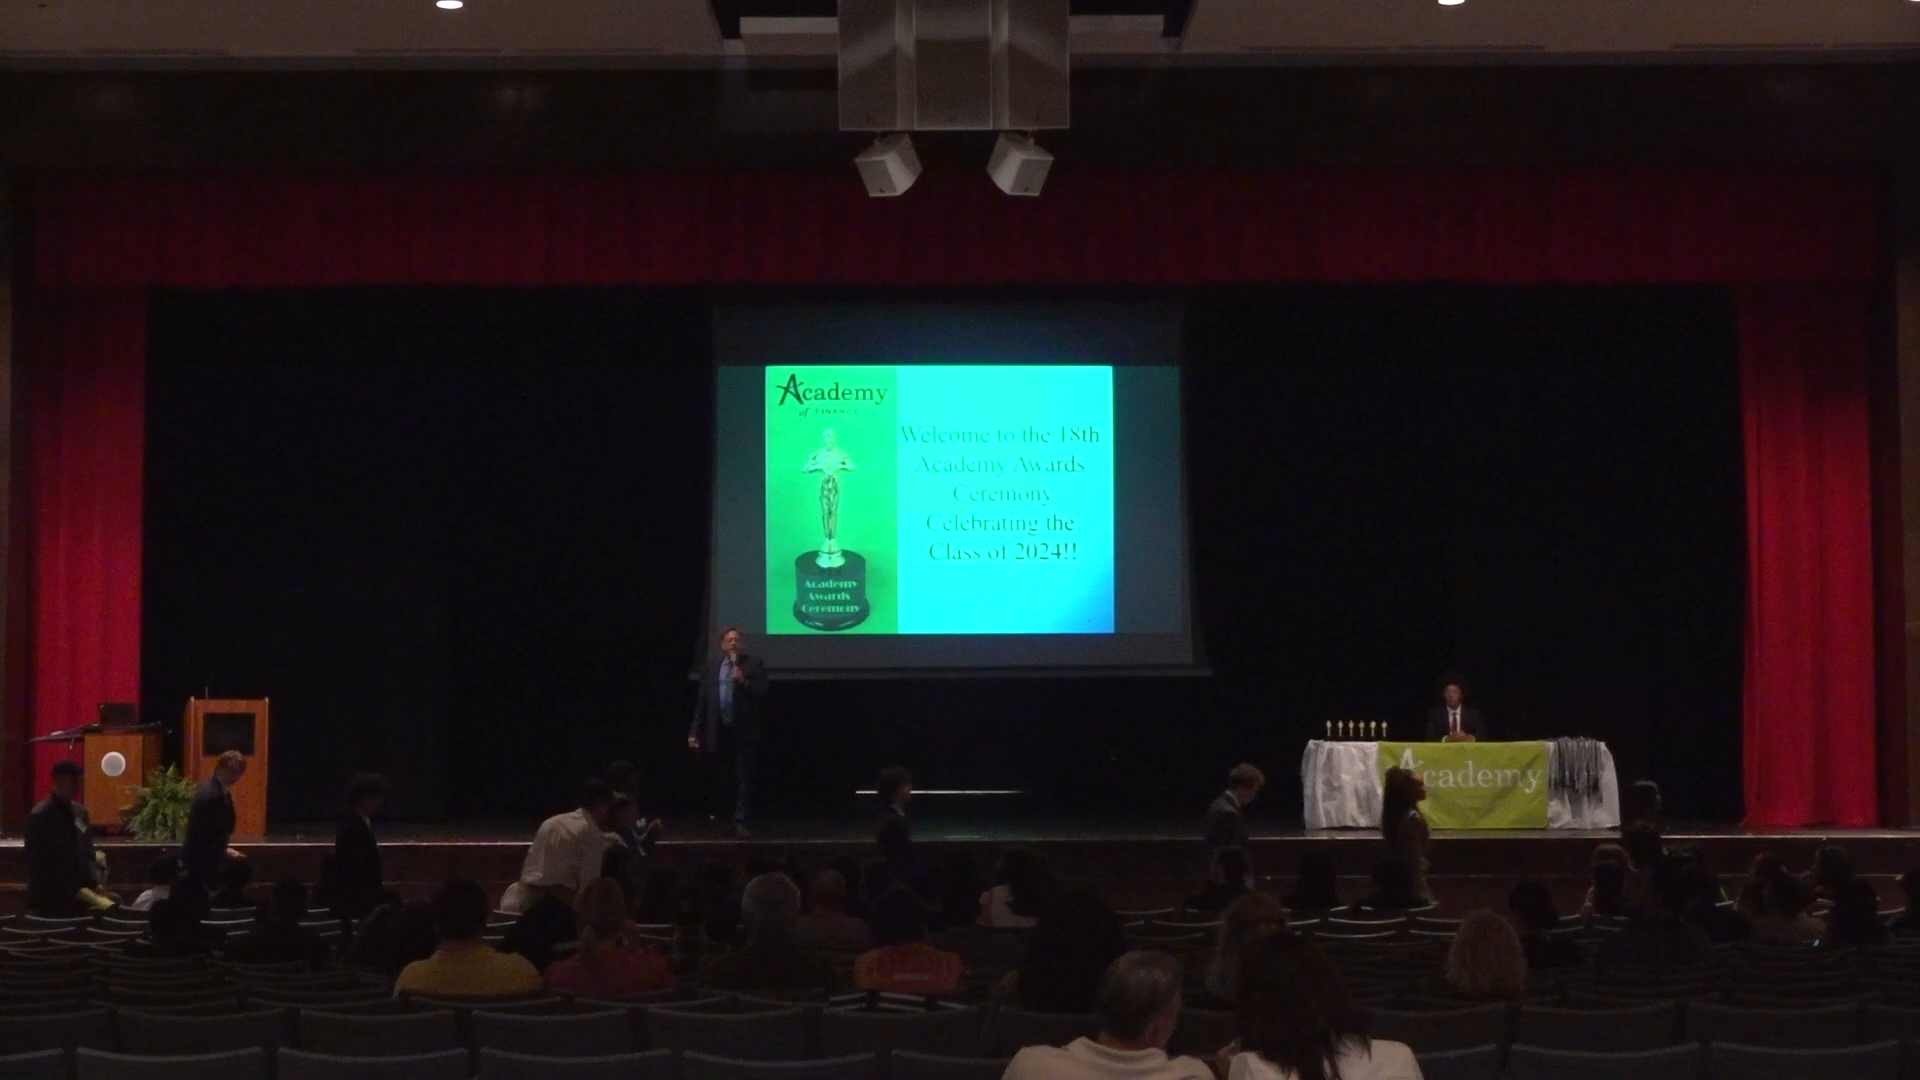 Academy
of FINANCE
Welcome to the 18th
Academy Awards
Ceremony
Celebrating the
Class of 2024!!
Academy
Awards
Ceremony
Academy